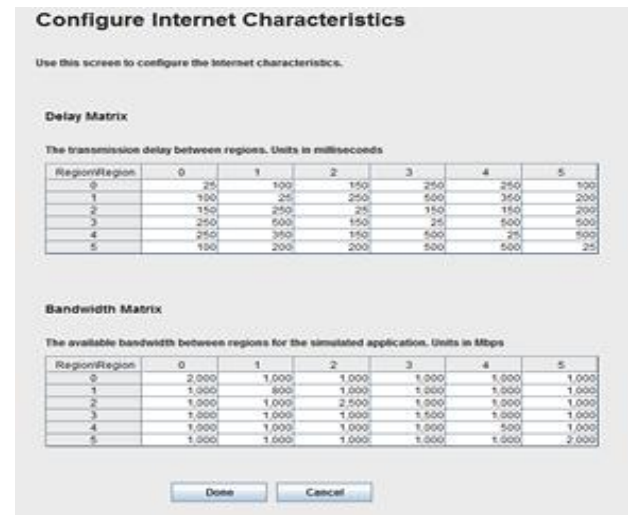 Configure Internet Characteristics
Use this screen to configure the Internet characteristics.
Delay Matrix
The transmission delay between regions. Units in milliseconds
Region\Region 0 1 2 3 4 5
0 25 100 150 250 250 100
1 100 25 250 500 350 200
2 150 250 25 150 150 200
3 250 500 150 25 500 500
4 250 350 150 500 25 500
5 100 200 200 500 500 25
Bandwidth Matrix
The available bandwidth between regions for the simulated application. Units in Mbps
Region\Region 0 1 2 3 4 5
0 2,000 1,000 1,000 1,000 1,000 1,000
1 1,000 800 1,000 1,000 1,000 1,000
2 1,000 1,000 2,500 1,000 1,000 1,000
3 1,000 1,000 1,000 1,500 1,000 1,000
4 1,000 1,000 1,000 1,000 500 1,000
5 1,000 1,000 1,000 1,000 1,000 2,000
Done Cancel